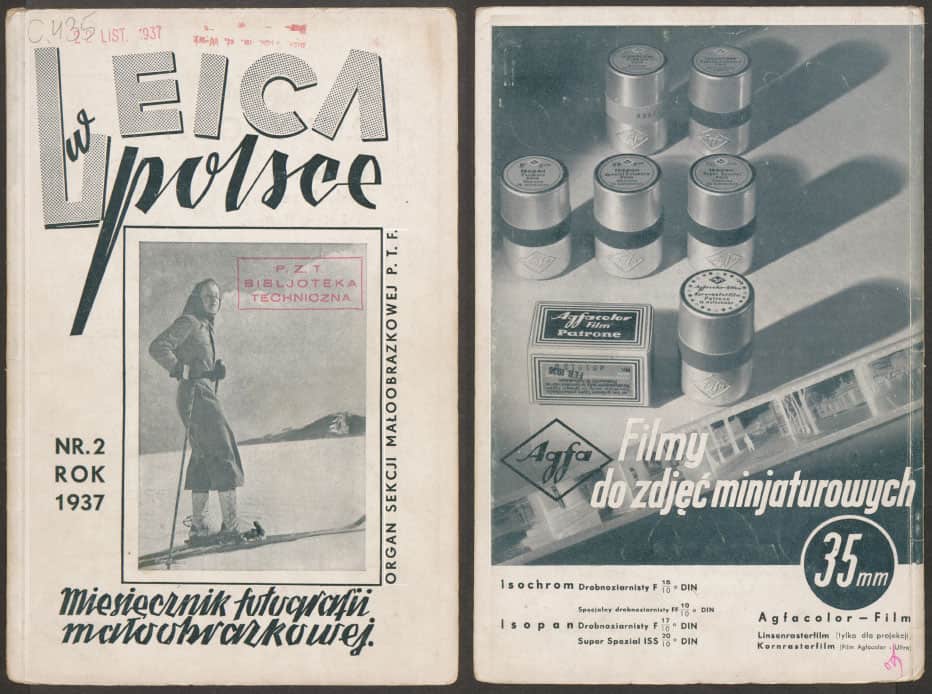 C.435
22 LIST. 1937
LEICA
w
polsce
P.Z.T.
BIBLJOTEKA
TECHNICZNA
ORGAN SEKCJI MAŁOOBRAZKOWEJ P. T. F.
NR. 2
ROK
1937
Miesięcznik fotografii
małoobrazkowej.
Agfacolor
Film
Patrone
FEB. 1938
Agfa
Filmy
do zdjęć minjaturowych
35mm
Isochrom Drobnoziarnisty F 18/10° DIN
Specjalny drobnoziarnisty FF 10/10° DIN
Isopan Drobnoziarnisty F 17/10° DIN
Super Spezial ISS 20/10° DIN
Agfacolor-Film
Linsenrasterfilm (tylko dla projekcji)
Kornrasterfilm (Film Agfacolor Ultra)